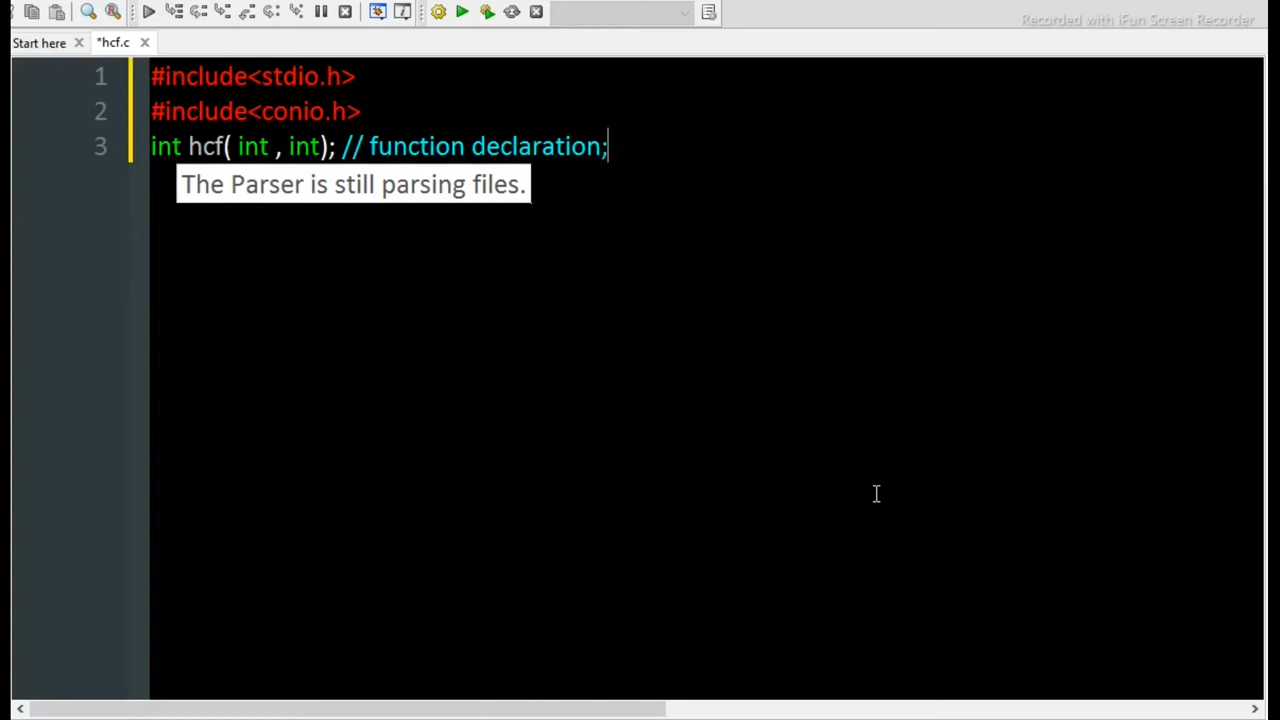 Recorded with iFun Screen Recorder
Start here
*hcf.c
1 #include<stdio.h>
2 #include<conio.h>
3 int hcf( int , int); // function declaration;
The Parser is still parsing files.